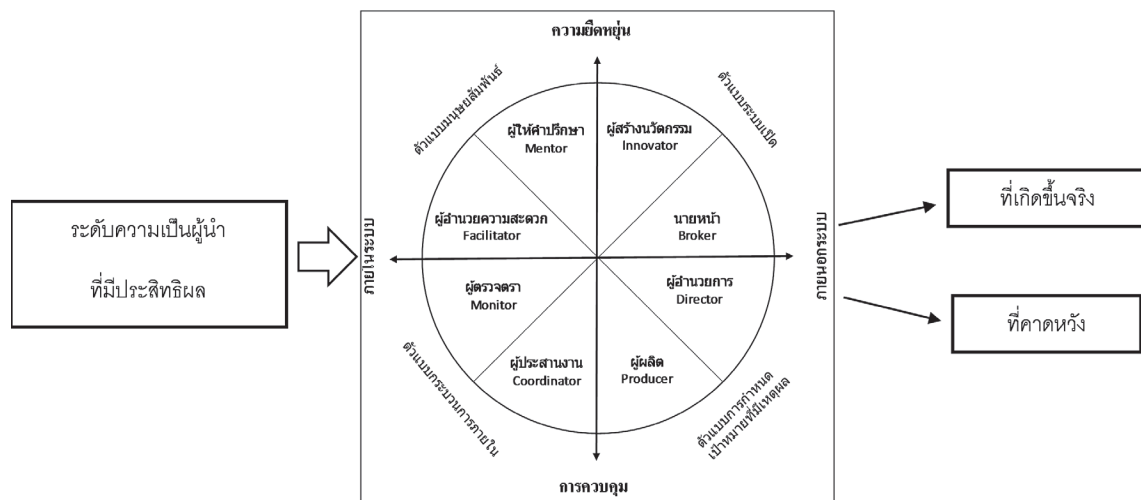 ความยืดหยุ่น
ตัวแบบมนุษยสัมพันธ์
ตัวแบบระบบเปิด
ผู้ให้คำปรึกษา
Mentor
ผู้สร้างนวัตกรรม
Innovator
ระดับความเป็นผู้นำ
ที่มีประสิทธิผล
ภายในระบบ
ผู้อำนวยความสะดวก
Facilitator
นายหน้า
Broker
ภายนอกระบบ
ที่เกิดขึ้นจริง
ผู้ตรวจตรา
Monitor
ผู้อำนวยการ
Director
ที่คาดหวัง
ผู้ประสานงาน
Coordinator
ผู้ผลิต
Producer
ตัวแบบกระบวนการภายใน
ตัวแบบการกำหนด
เป้าหมายที่มีเหตุผล
การควบคุม